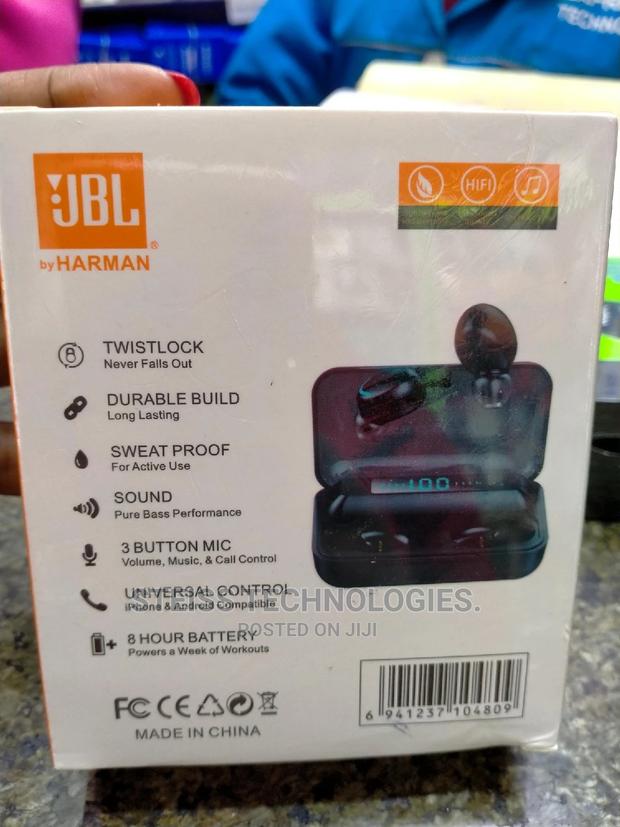 TECHNO
JBL
®
by HARMAN
HIFI
TWISTLOCK
Never Falls Out
DURABLE BUILD
Long Lasting
SWEAT PROOF
For Active Use
SOUND
Pure Bass Performance
3 BUTTON MIC
Volume, Music, & Call Control
UNIVERSAL CONTROL
iPhone & Android Compatible
8 HOUR BATTERY
Powers a Week of Workouts
100
STEISS TECHNOLOGIES.
POSTED ON JIJI
FC CE
MADE IN CHINA
6 941237 104809